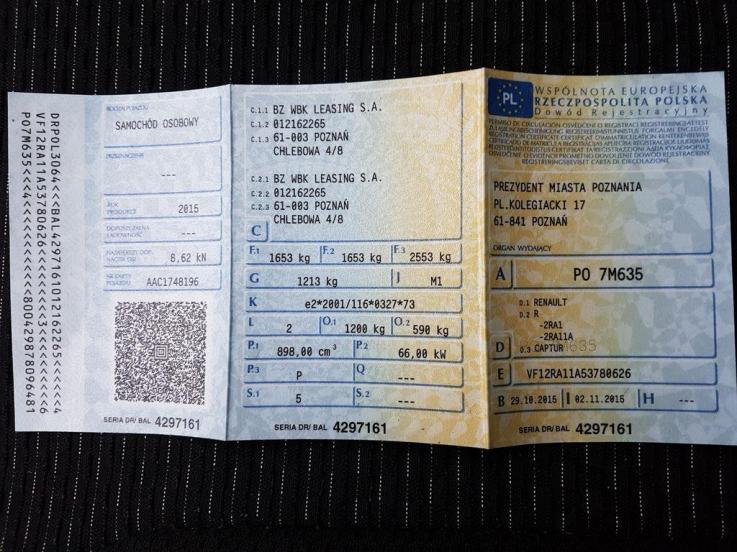 DRPOL3064<<BAL4297161012162265<<<<<<4
PO7M635<<<4<<<<<<<<<<<<<8004298780964​81
RODZAJ POJAZDU
SAMOCHÓD OSOBOWY
PRZEZNACZENIE
---
ROK PRODUKCJI 2015
DOPUSZCZALNA ŁADOWNOŚĆ ---
NAJWIĘKSZY DOP. NACISK OSI 8,62 kN
NR KARTY POJAZDU AAC1748196
SERIA DR/ BAL 4297161
C.1.1 BZ WBK LEASING S.A.
C.1.2 012162265
C.1.3 61-003 POZNAŃ
CHLEBOWA 4/8
C.2.1 BZ WBK LEASING S.A.
C.2.2 012162265
C.2.3 61-003 POZNAŃ
CHLEBOWA 4/8
C
F.1 1653 kg F.2 1653 kg F.3 2553 kg
G 1213 kg J M1
K e2*2001/116*0327*73
L 2 O.1 1200 kg O.2 590 kg
P.1 898,00 cm³ P.2 66,00 kW
P.3 P Q ---
S.1 5 S.2 ---
SERIA DR/ BAL 4297161
PL
WSPÓLNOTA EUROPEJSKA
RZECZPOSPOLITA POLSKA
Dowód Rejestracyjny
PREZYDENT MIASTA POZNANIA
PL.KOLEGIACKI 17
61-841 POZNAŃ
ORGAN WYDAJĄCY
A PO 7M635
D.1 RENAULT
D.2 R
-2RA1
-2RA11A
D D.3 CAPTUR
E VF12RA11A53780626
B 29.10.2015 I 02.11.2015 H ---
SERIA DR/ BAL 4297161